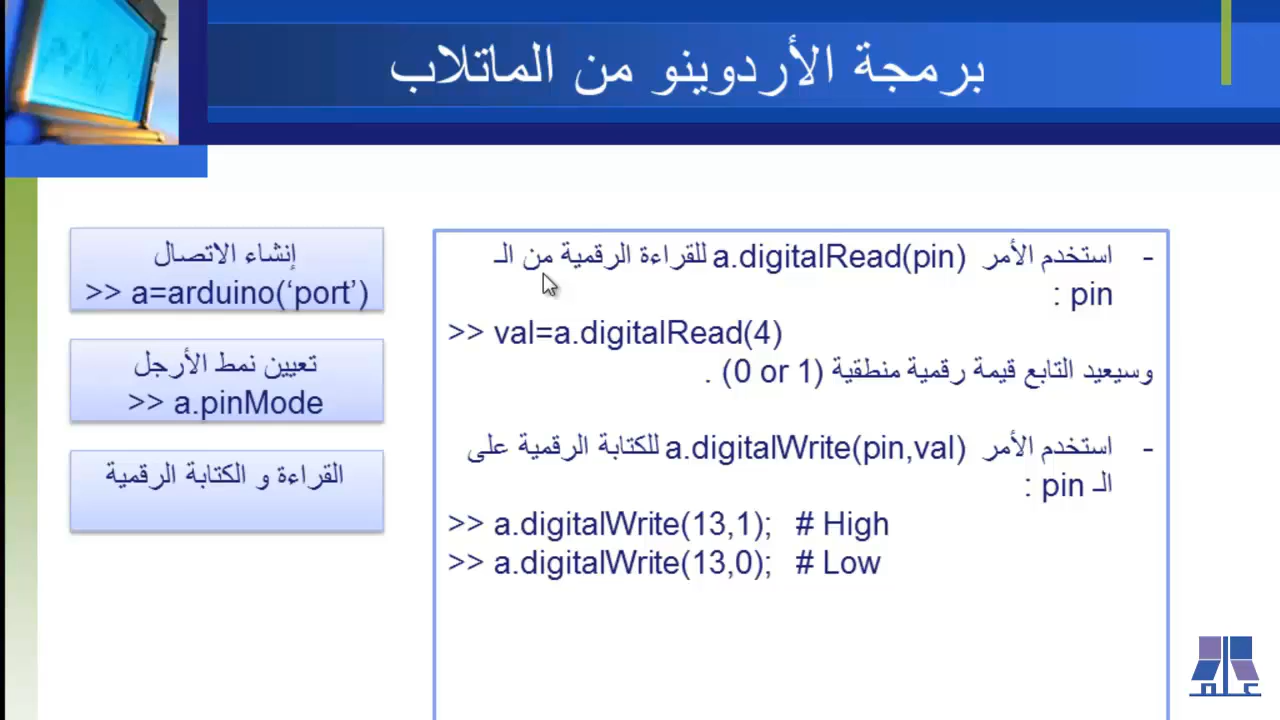 برمجة الأردوينو من الماتلاب
إنشاء الاتصال
>> a=arduino(‘port’)
تعيين نمط الأرجل
>> a.pinMode
القراءة و الكتابة الرقمية
- استخدم الأمر a.digitalRead(pin) للقراءة الرقمية من الـ
pin :
>> val=a.digitalRead(4)
وسيعيد التابع قيمة رقمية منطقية (0 or 1) .
- استخدم الأمر a.digitalWrite(pin,val) للكتابة الرقمية على
الـ pin :
>> a.digitalWrite(13,1); # High
>> a.digitalWrite(13,0); # Low
علم